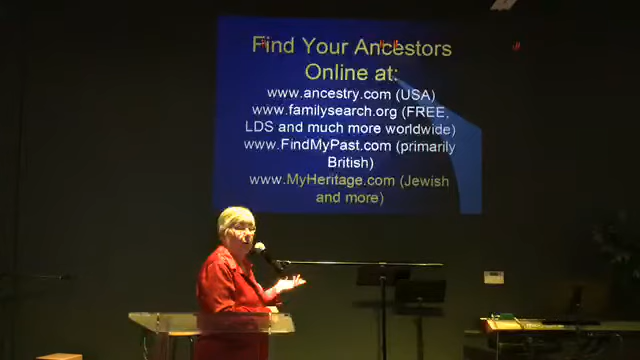 Find Your Ancestors
Online at:
www.ancestry.com (USA)
www.familysearch.org (FREE,
LDS and much more worldwide)
www.FindMyPast.com (primarily
British)
www.MyHeritage.com (Jewish
and more)